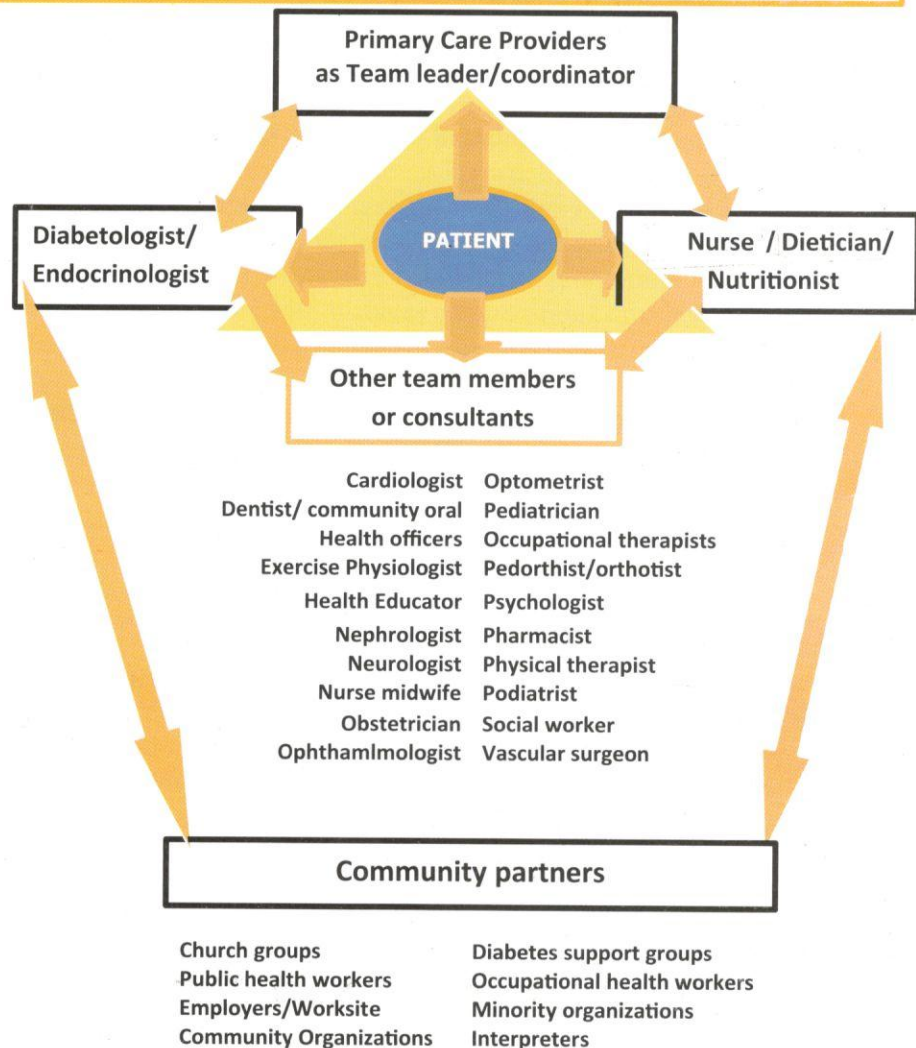 Primary Care Providers
as Team leader/coordinator
Diabetologist/
Endocrinologist
PATIENT
Nurse / Dietician/
Nutritionist
Other team members
or consultants
Cardiologist Optometrist
Dentist/ community oral Pediatrician
Health officers Occupational therapists
Exercise Physiologist Pedorthist/orthotist
Health Educator Psychologist
Nephrologist Pharmacist
Neurologist Physical therapist
Nurse midwife Podiatrist
Obstetrician Social worker
Ophthamlmologist Vascular surgeon
Community partners
Church groups Diabetes support groups
Public health workers Occupational health workers
Employers/Worksite Minority organizations
Community Organizations Interpreters